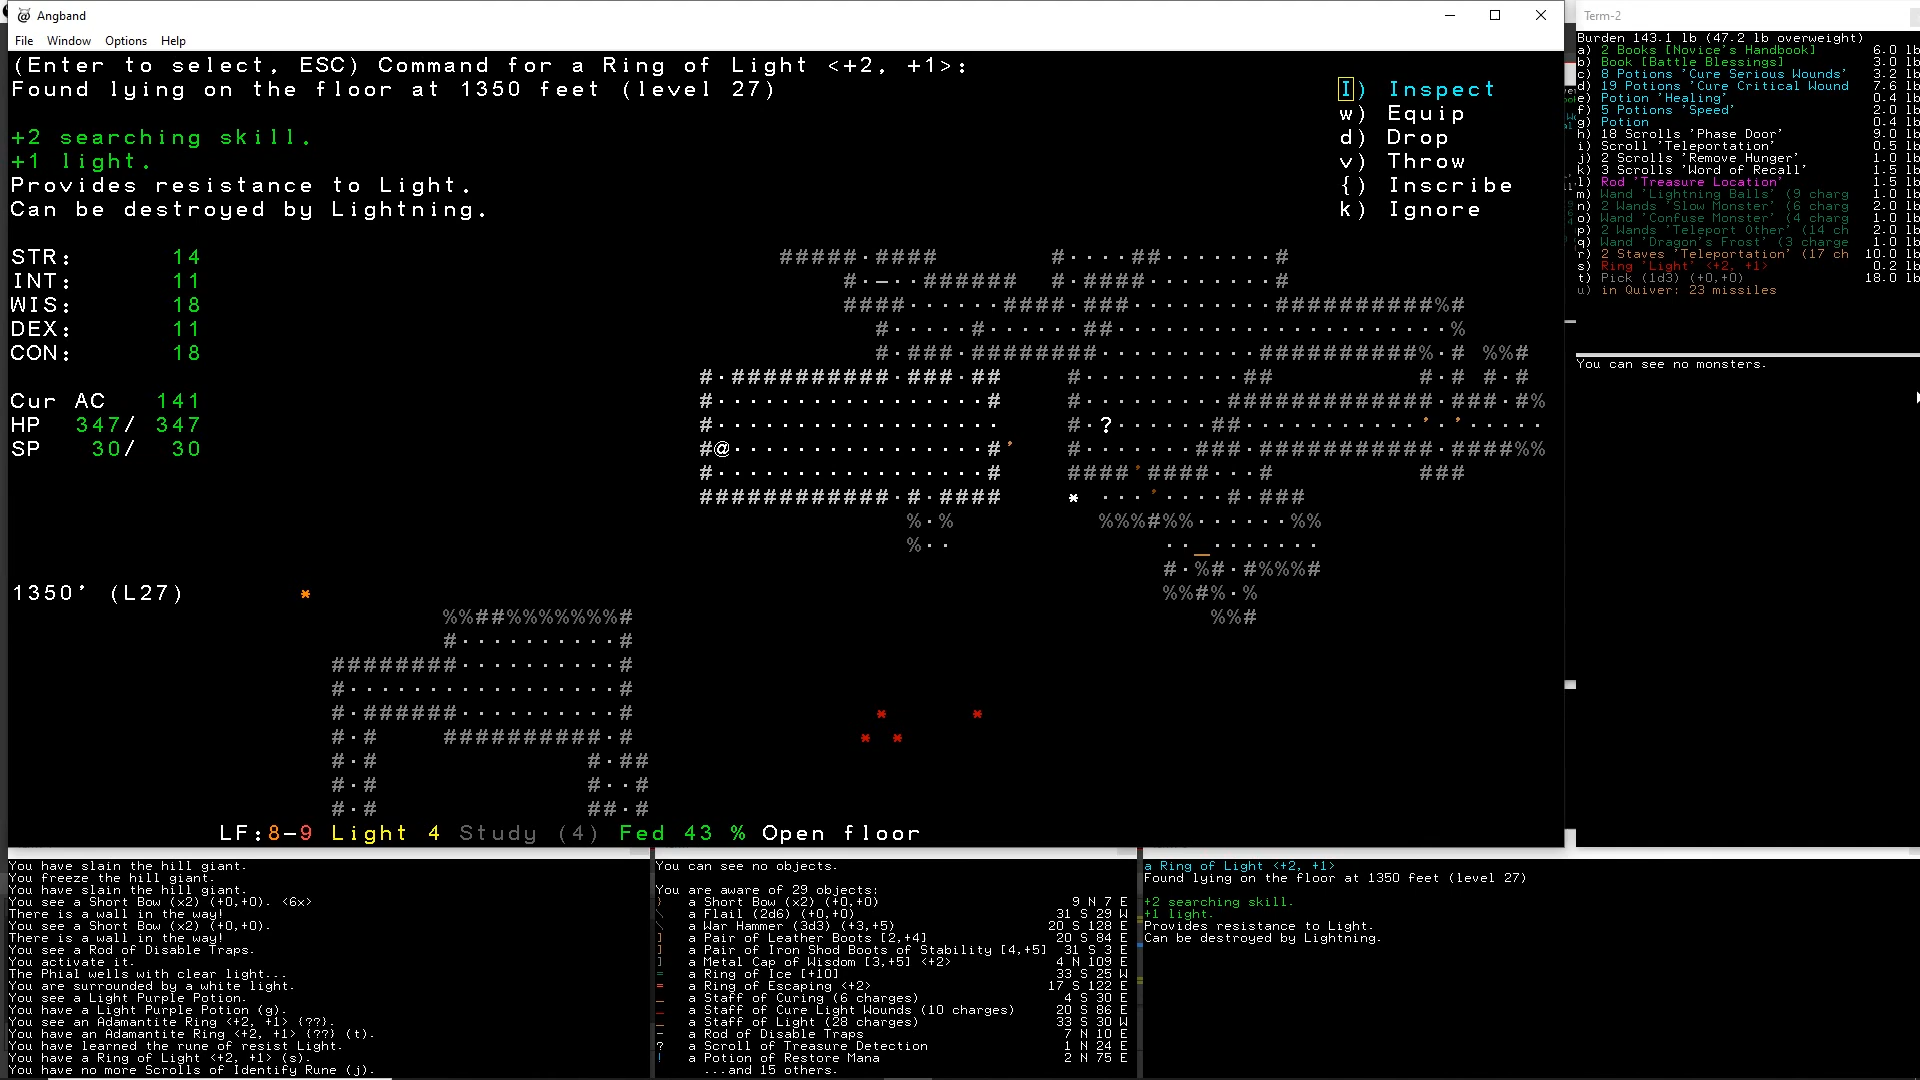 Angband
File Window Options Help
(Enter to select, ESC) Command for a Ring of Light <+2, +1>:
Found lying on the floor at 1350 feet (level 27)
+2 searching skill.
+1 light.
Provides resistance to Light.
Can be destroyed by Lightning.
I) Inspect
w) Equip
d) Drop
v) Throw
{) Inscribe
k) Ignore
STR: 14
INT: 11
WIS: 18
DEX: 11
CON: 18
Cur AC 141
HP 347/ 347
SP 30/ 30
1350' (L27)
LF:8-9 Light 4 Study (4) Fed 43 % Open floor
Term-2
Burden 143.1 lb (47.2 lb overweight)
a) 2 Books [Novice's Handbook] 6.0 lb
b) Book [Battle Blessings] 3.0 lb
c) 8 Potions 'Cure Serious Wounds' 3.2 lb
d) 19 Potions 'Cure Critical Wound 7.6 lb
e) Potion 'Healing' 0.4 lb
f) 5 Potions 'Speed' 2.0 lb
g) Potion 0.4 lb
h) 18 Scrolls 'Phase Door' 9.0 lb
i) Scroll 'Teleportation' 0.5 lb
j) 2 Scrolls 'Remove Hunger' 1.0 lb
k) 3 Scrolls 'Word of Recall' 1.5 lb
l) Rod 'Treasure Location' 1.5 lb
m) Wand 'Lightning Balls' (9 charg 1.0 lb
n) 2 Wands 'Slow Monster' (6 charg 2.0 lb
o) Wand 'Confuse Monster' (4 charg 1.0 lb
p) 2 Wands 'Teleport Other' (14 ch 2.0 lb
q) Wand 'Dragon's Frost' (3 charge 1.0 lb
r) 2 Staves 'Teleportation' (17 ch 10.0 lb
s) Ring 'Light' <+2, +1> 0.2 lb
t) Pick (1d3) (+0,+0) 18.0 lb
u) in Quiver: 23 missiles
You can see no monsters.
You have slain the hill giant.
You freeze the hill giant.
You have slain the hill giant.
You see a Short Bow (x2) (+0,+0). <6x>
There is a wall in the way!
You see a Short Bow (x2) (+0,+0).
There is a wall in the way!
You see a Rod of Disable Traps.
You activate it.
The Phial wells with clear light...
You are surrounded by a white light.
You see a Light Purple Potion.
You have a Light Purple Potion (g).
You see an Adamantite Ring <+2, +1> {??}.
You have an Adamantite Ring <+2, +1> {??} (t).
You have learned the rune of resist Light.
You have a Ring of Light <+2, +1> (s).
You have no more Scrolls of Identify Rune (j).
You can see no objects.
You are aware of 29 objects:
} a Short Bow (x2) (+0,+0) 9 N 7 E
\ a Flail (2d6) (+0,+0) 31 S 29 W
\ a War Hammer (3d3) (+3,+5) 20 S 128 E
] a Pair of Leather Boots [2,+4] 20 S 84 E
] a Pair of Iron Shod Boots of Stability [4,+5] 31 S 3 E
] a Metal Cap of Wisdom [3,+5] <+2> 4 N 109 E
= a Ring of Ice [+10] 33 S 25 W
= a Ring of Escaping <+2> 17 S 122 E
_ a Staff of Curing (6 charges) 4 S 30 E
_ a Staff of Cure Light Wounds (10 charges) 20 S 86 E
_ a Staff of Light (28 charges) 33 S 30 W
- a Rod of Disable Traps 7 N 10 E
? a Scroll of Treasure Detection 1 N 24 E
! a Potion of Restore Mana 2 N 75 E
...and 15 others.
a Ring of Light <+2, +1>
Found lying on the floor at 1350 feet (level 27)
+2 searching skill.
+1 light.
Provides resistance to Light.
Can be destroyed by Lightning.